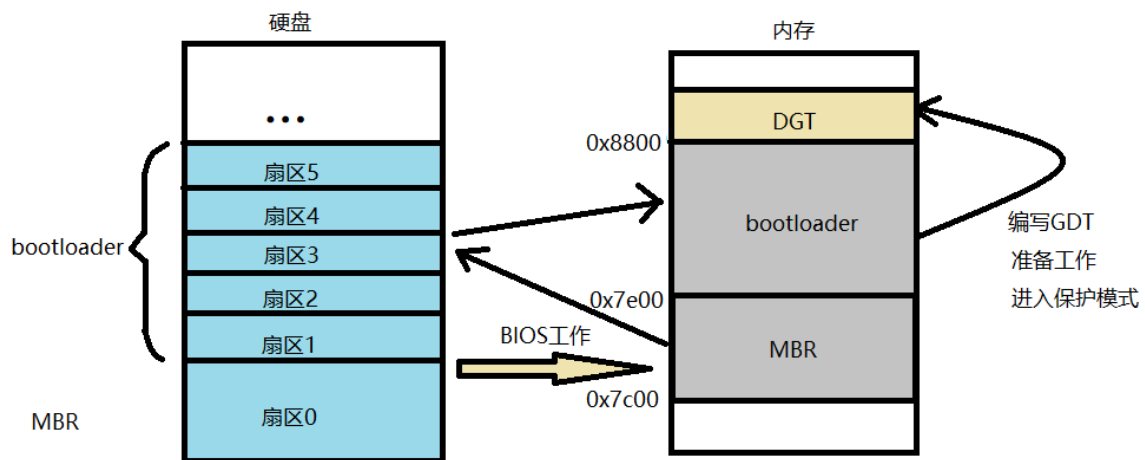 硬盘
...
扇区5
扇区4
扇区3
扇区2
扇区1
扇区0
bootloader
MBR
BIOS工作
内存
DGT
0x8800
bootloader
0x7e00
MBR
0x7c00
编写GDT
准备工作
进入保护模式